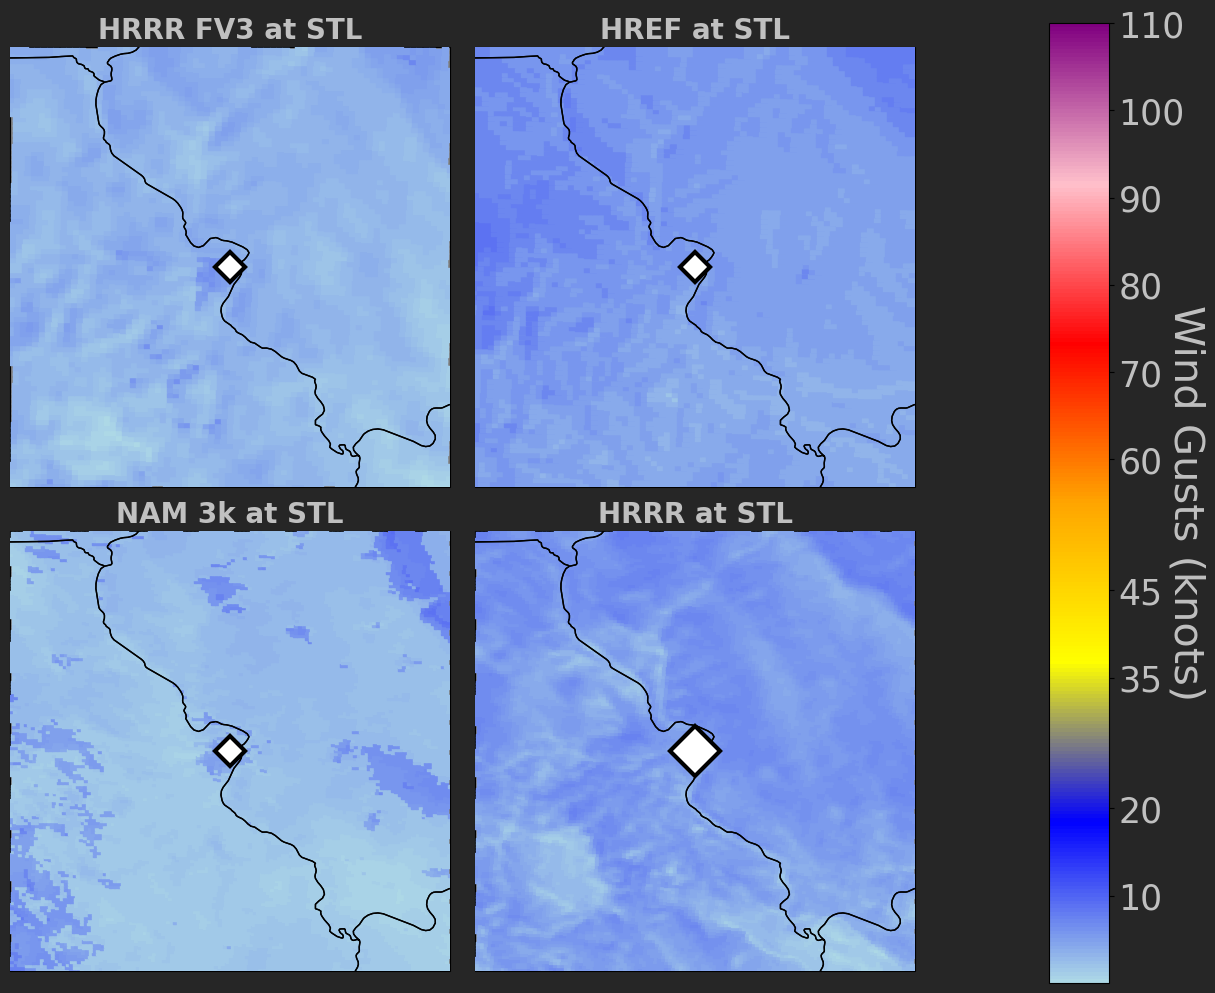 HRRR FV3 at STL
HREF at STL
NAM 3k at STL
HRRR at STL
110
100
90
80
70
60
45
35
20
10
Wind Gusts (knots)